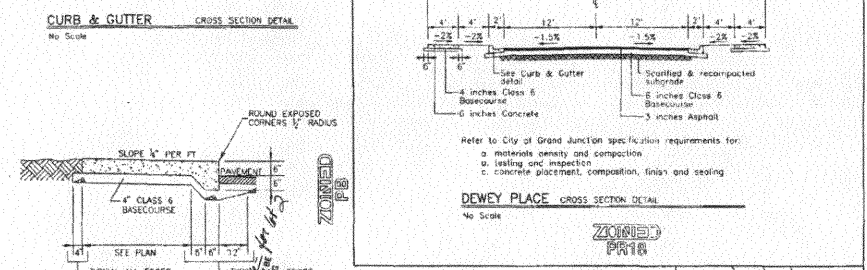 CURB & GUTTER CROSS SECTION DETAIL
No Scale
ROUND EXPOSED
CORNERS ½" RADIUS
SLOPE ¼" PER FT
PAVEMENT
6"
6"
4" CLASS 6
BASECOURSE
4" SEE PLAN 6" 6" 12"
for lot 2
ZONED
4' 4' 2' 12' 12' 2' 4' 4'
-2% -2% -1.5% -1.5% -2% -2%
6" 6"
See Curb & Gutter
detail
4 inches Class 6
Basecourse
6 inches Concrete
Scarified & recompacted
subgrade
6 inches Class 6
Basecourse
3 inches Asphalt
Refer to City of Grand Junction specification requirements for:
a. materials density and compaction
b. testing and inspection
c. concrete placement, composition, finish and sealing
DEWEY PLACE CROSS SECTION DETAIL
No Scale
ZONED
PR18